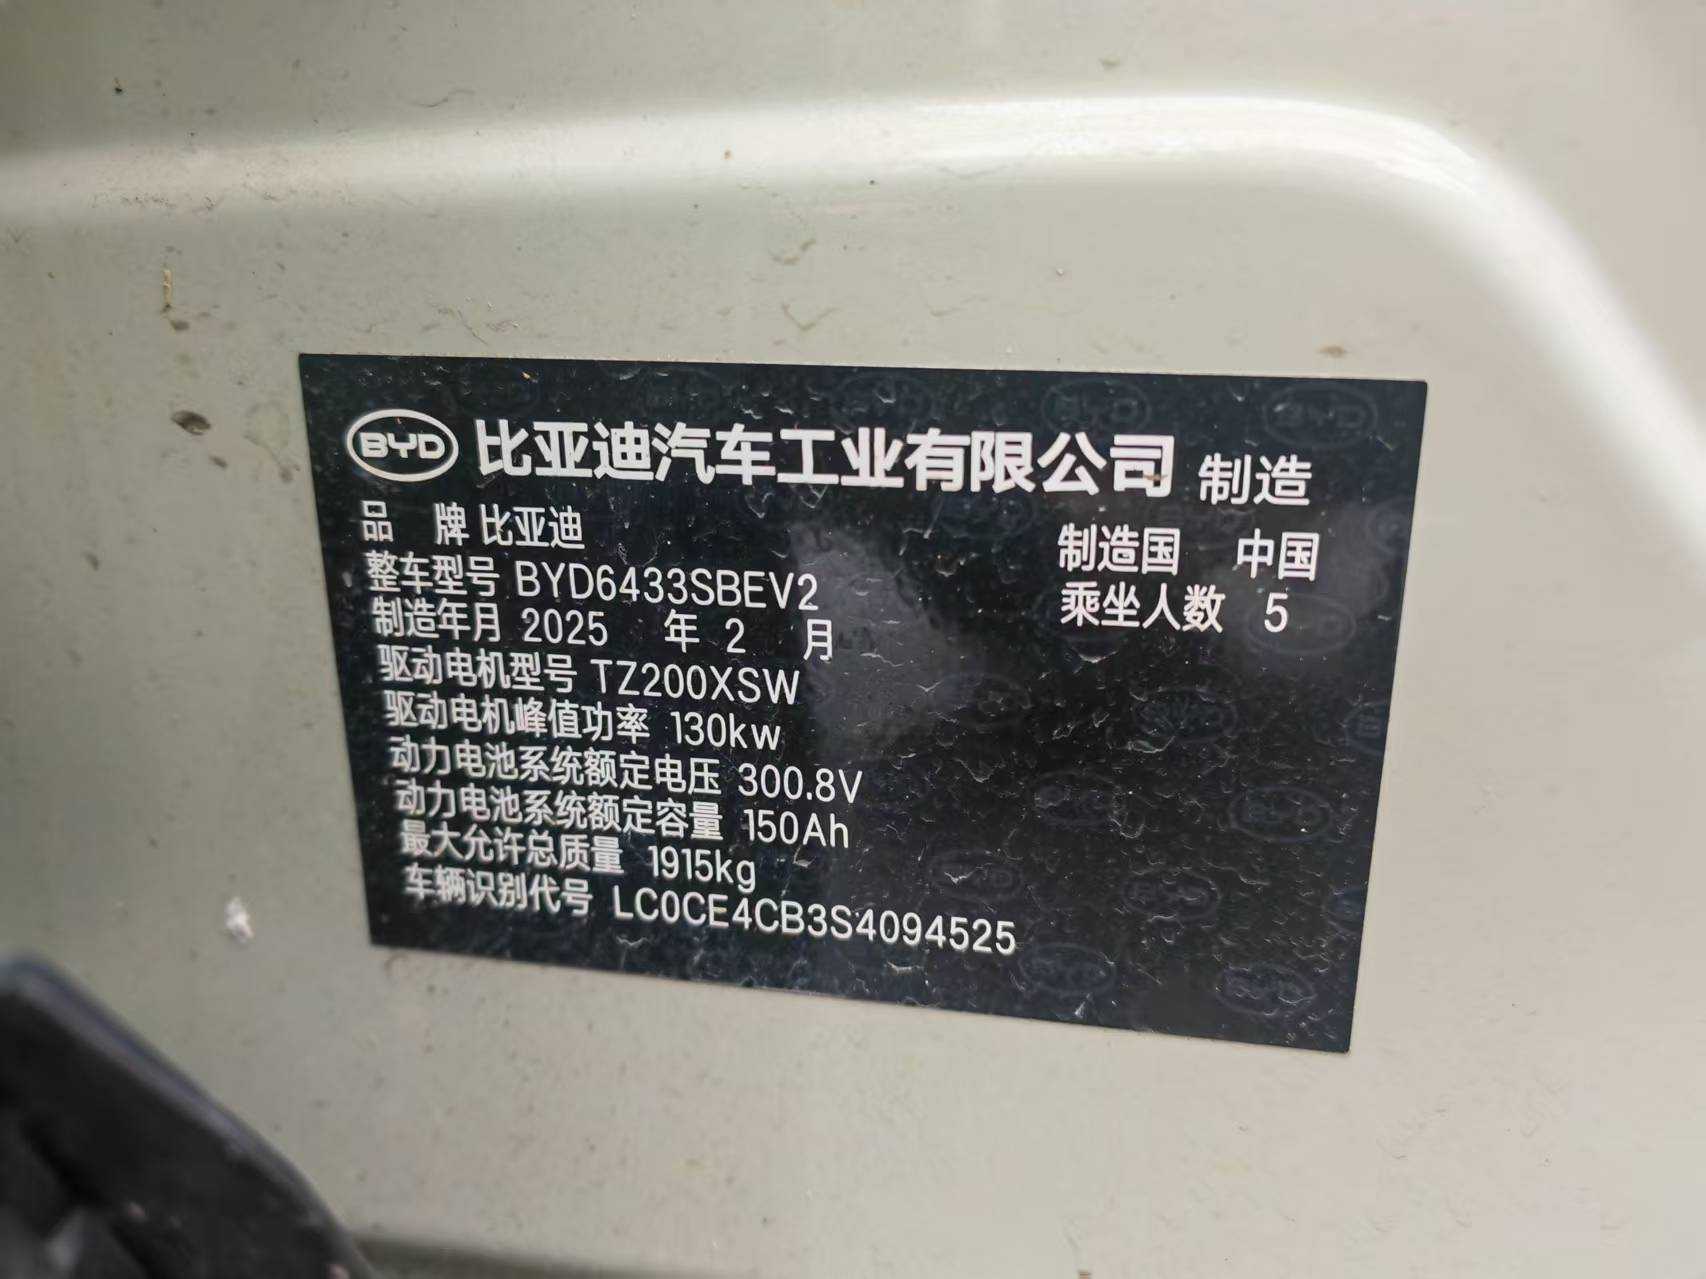 BYD 比亚迪汽车工业有限公司 制造
品 牌 比亚迪 制造国 中国
整车型号 BYD6433SBEV2 乘坐人数 5
制造年月 2025 年 2 月
驱动电机型号 TZ200XSW
驱动电机峰值功率 130kw
动力电池系统额定电压 300.8V
动力电池系统额定容量 150Ah
最大允许总质量 1915kg
车辆识别代号 LC0CE4CB3S4094525